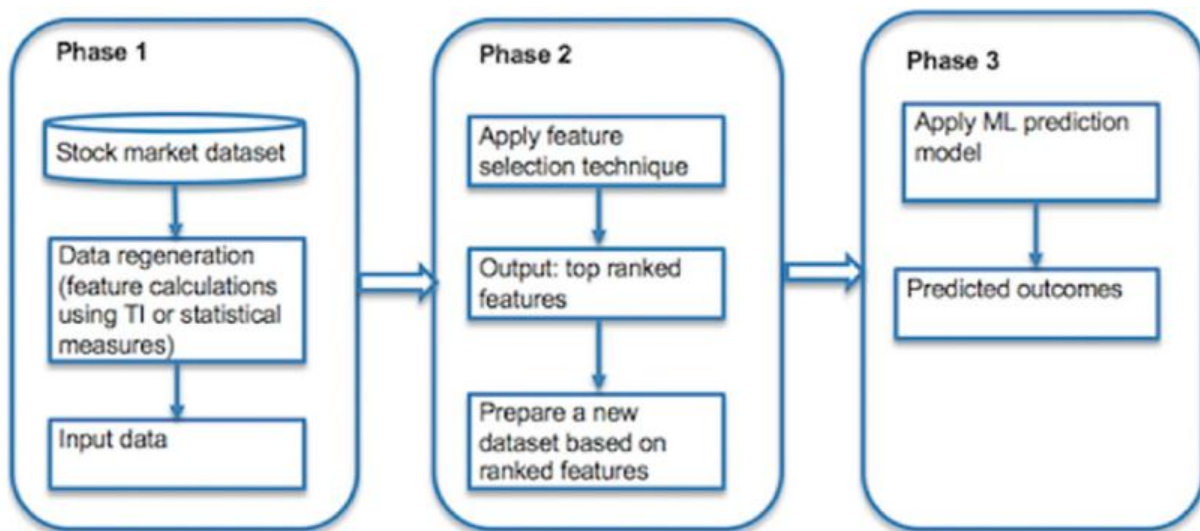 Phase 1
Stock market dataset
Data regeneration
(feature calculations
using TI or statistical
measures)
Input data
Phase 2
Apply feature
selection technique
Output: top ranked
features
Prepare a new
dataset based on
ranked features
Phase 3
Apply ML prediction
model
Predicted outcomes